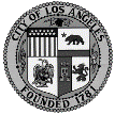 CITY OF LOS ANGELES
FOUNDED 1781